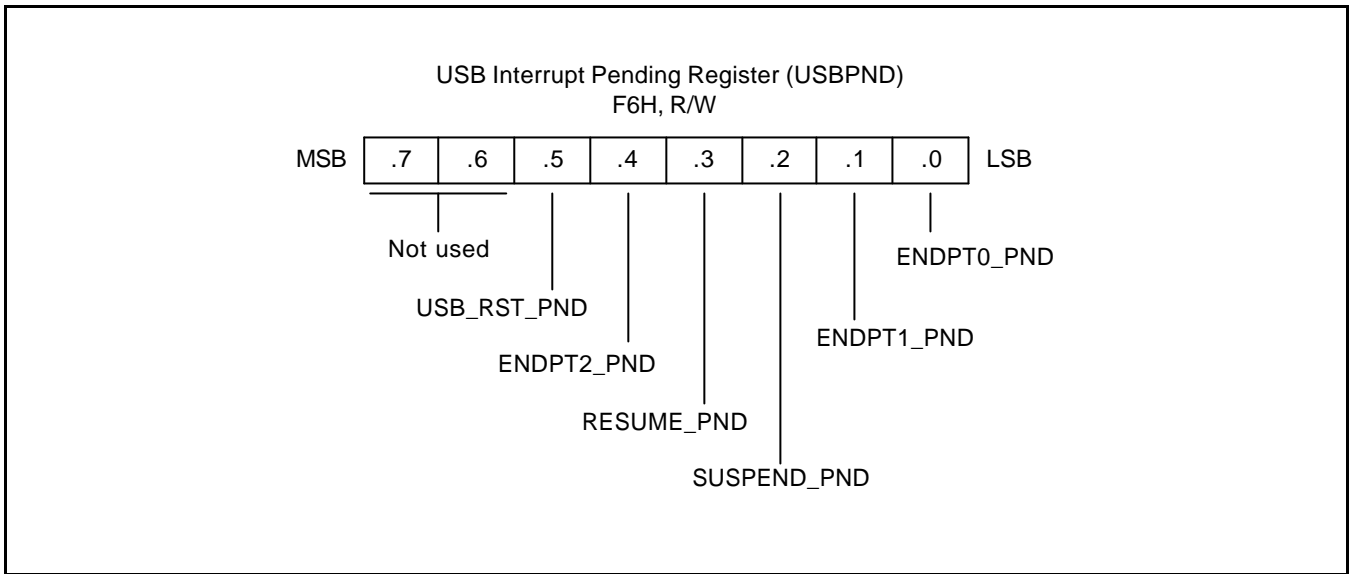 USB Interrupt Pending Register (USBPND)
F6H, R/W
MSB .7 .6 .5 .4 .3 .2 .1 .0 LSB
Not used
ENDPT0_PND
USB_RST_PND
ENDPT1_PND
ENDPT2_PND
RESUME_PND
SUSPEND_PND